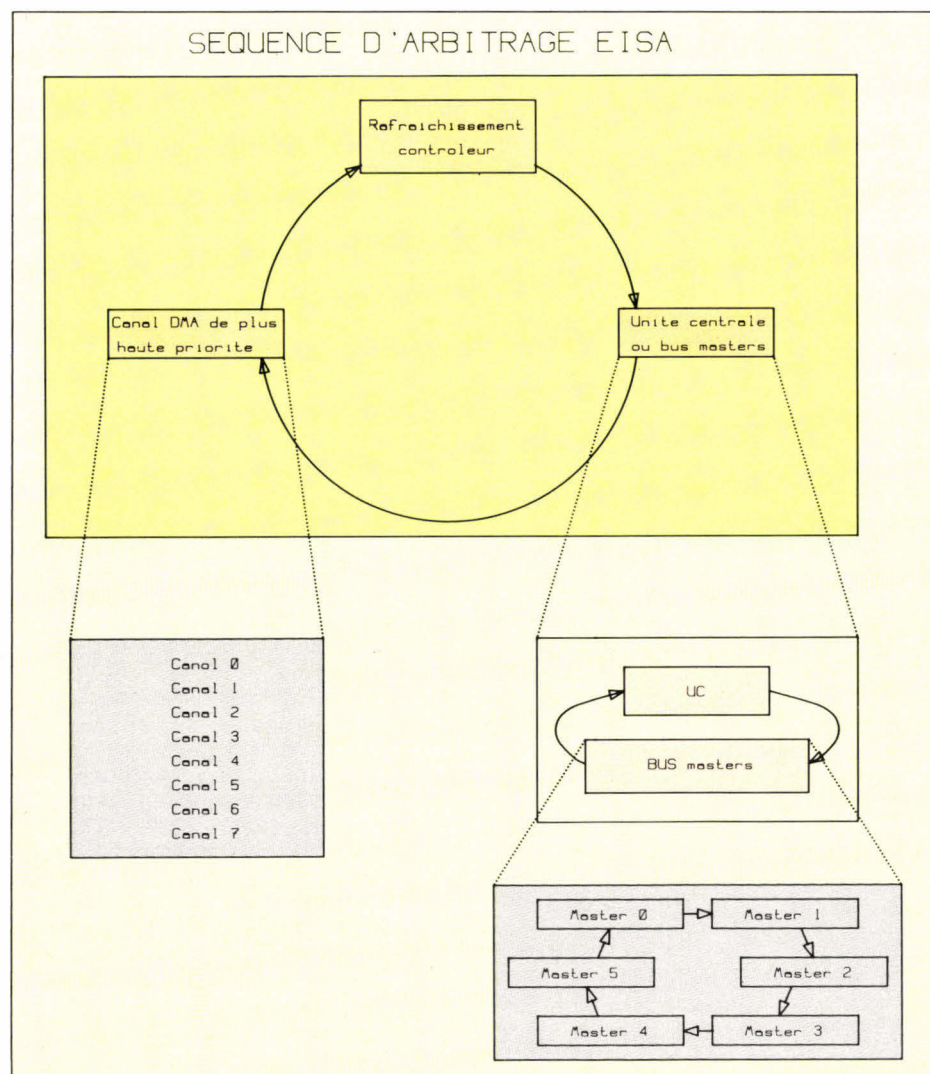 SEQUENCE D'ARBITRAGE EISA
Rafraichissement
controleur
Canal DMA de plus
haute priorite
Unite centrale
ou bus masters
Canal 0
Canal 1
Canal 2
Canal 3
Canal 4
Canal 5
Canal 6
Canal 7
UC
BUS masters
Master 0
Master 1
Master 5
Master 2
Master 4
Master 3